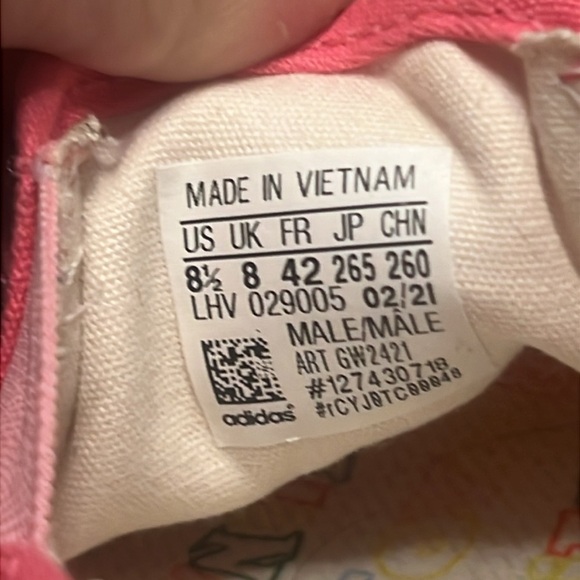 MADE IN VIETNAM
US UK FR JP CHN
8½ 8 42 265 260
LHV 029005 02/21
MALE/MÂLE
ART GW2421
#127430718
#rCYJ0TC00048
adidas